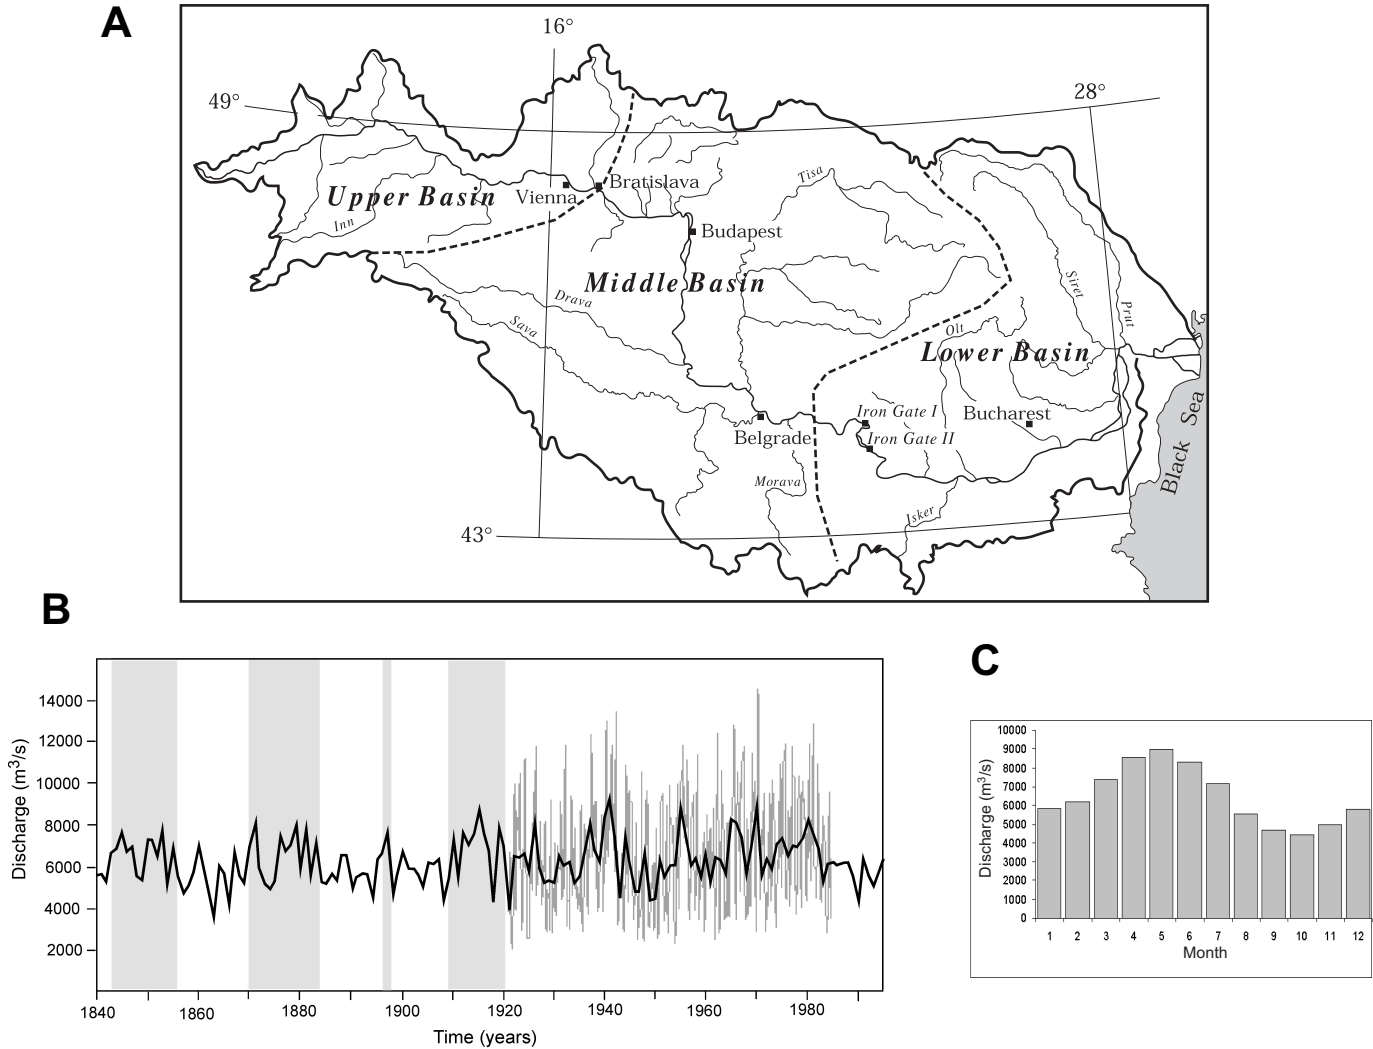 A
16°
49°
28°
Upper Basin
Vienna
Bratislava
Inn
Tisa
Budapest
Middle Basin
Drava
Sava
Siret
Prut
Olt
Lower Basin
Iron Gate I
Bucharest
Iron Gate II
Belgrade
Morava
Isker
Black Sea
43°
B
14000
12000
10000
8000
6000
4000
2000
Discharge (m³/s)
1840
1860
1880
1900
1920
1940
1960
1980
Time (years)
C
10000
9000
8000
7000
6000
5000
4000
3000
2000
1000
0
Discharge (m³/s)
1 2 3 4 5 6 7 8 9 10 11 12
Month